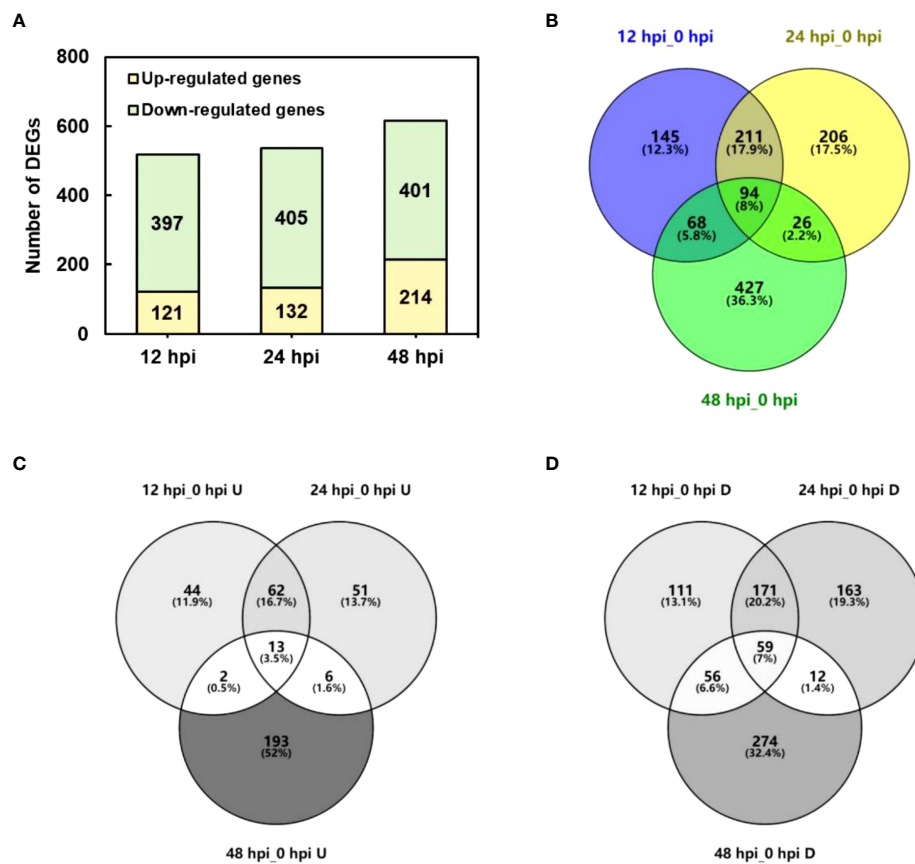 A
Number of DEGs
800
600
400
200
0
Up-regulated genes
Down-regulated genes
397
405
401
121
132
214
12 hpi
24 hpi
48 hpi
B
12 hpi_0 hpi
24 hpi_0 hpi
145
(12.3%)
211
(17.9%)
206
(17.5%)
94
(8%)
68
(5.8%)
26
(2.2%)
427
(36.3%)
48 hpi_0 hpi
C
12 hpi_0 hpi U
24 hpi_0 hpi U
44
(11.9%)
62
(16.7%)
51
(13.7%)
13
(3.5%)
2
(0.5%)
6
(1.6%)
193
(52%)
48 hpi_0 hpi U
D
12 hpi_0 hpi D
24 hpi_0 hpi D
111
(13.1%)
171
(20.2%)
163
(19.3%)
59
(7%)
56
(6.6%)
12
(1.4%)
274
(32.4%)
48 hpi_0 hpi D